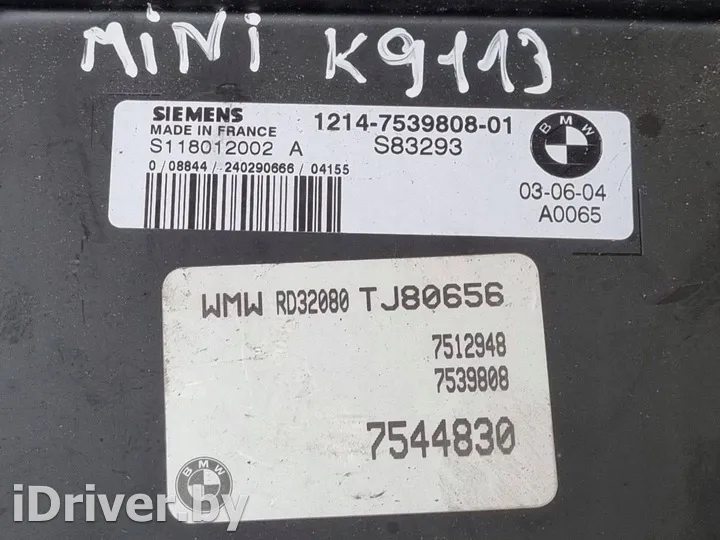 MINI K9113
SIEMENS
MADE IN FRANCE
S118012002 A
0/08844/240290666/04155
1214-7539808-01
S83293
BMW
03-06-04
A0065
WMW RD32080 TJ80656
7512948
7539808
7544830
BMW
iDriver.by